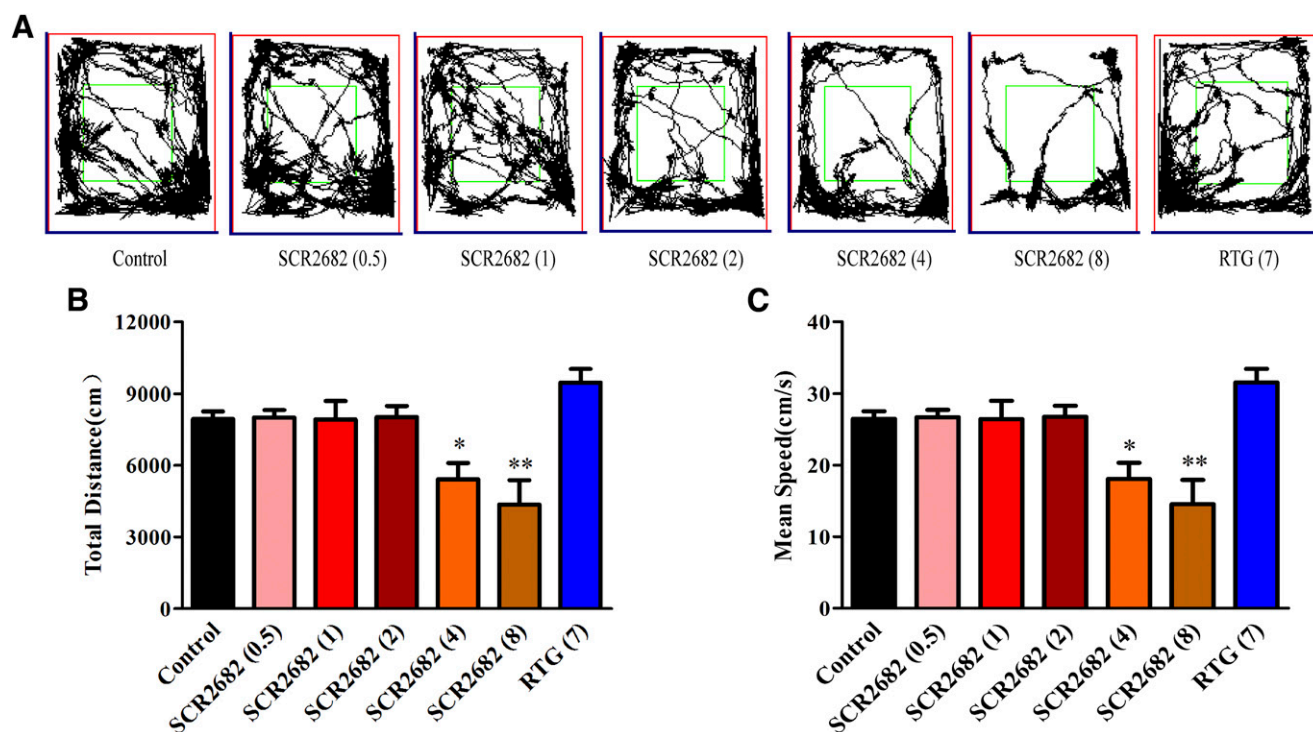 A
Control SCR2682 (0.5) SCR2682 (1) SCR2682 (2) SCR2682 (4) SCR2682 (8) RTG (7)
B
12000
9000
6000
3000
0
Total Distance(cm)
*
**
Control
SCR2682 (0.5)
SCR2682 (1)
SCR2682 (2)
SCR2682 (4)
SCR2682 (8)
RTG (7)
C
40
30
20
10
0
Mean Speed(cm/s)
*
**
Control
SCR2682 (0.5)
SCR2682 (1)
SCR2682 (2)
SCR2682 (4)
SCR2682 (8)
RTG (7)